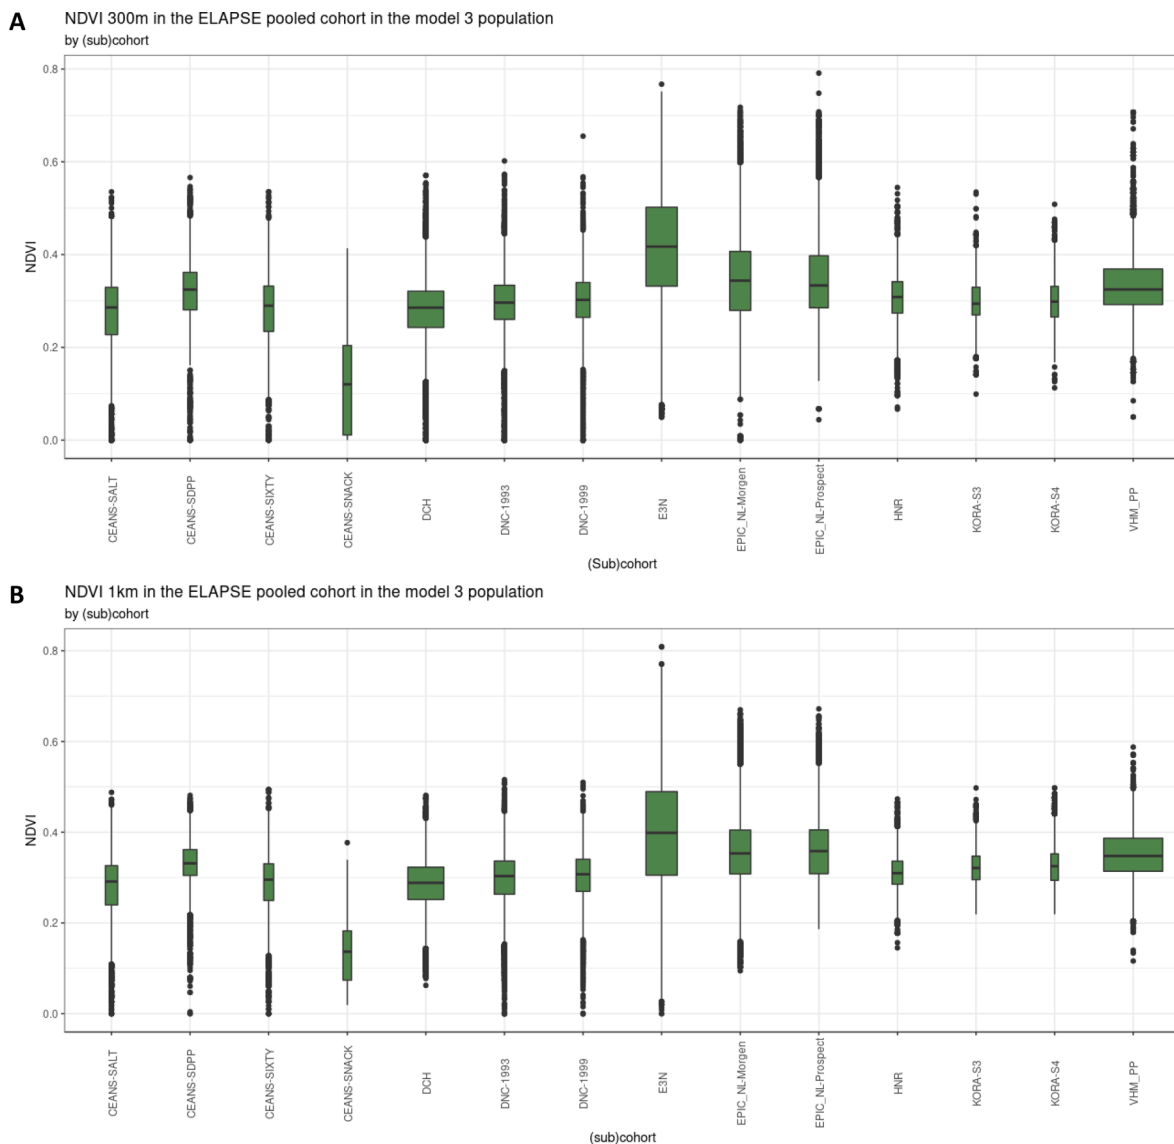 A
NDVI 300m in the ELAPSE pooled cohort in the model 3 population
by (sub)cohort
0.8
0.6
0.4
0.2
0.0
NDVI
CEANS-SALT
CEANS-SDPP
CEANS-SIXTY
CEANS-SNACK
DCH
DNC-1993
DNC-1999
E3N
EPIC_NL-Morgen
EPIC_NL-Prospect
HNR
KORA-S3
KORA-S4
VHM_PP
(Sub)cohort
B
NDVI 1km in the ELAPSE pooled cohort in the model 3 population
by (sub)cohort
0.8
0.6
0.4
0.2
0.0
NDVI
CEANS-SALT
CEANS-SDPP
CEANS-SIXTY
CEANS-SNACK
DCH
DNC-1993
DNC-1999
E3N
EPIC_NL-Morgen
EPIC_NL-Prospect
HNR
KORA-S3
KORA-S4
VHM_PP
(sub)cohort